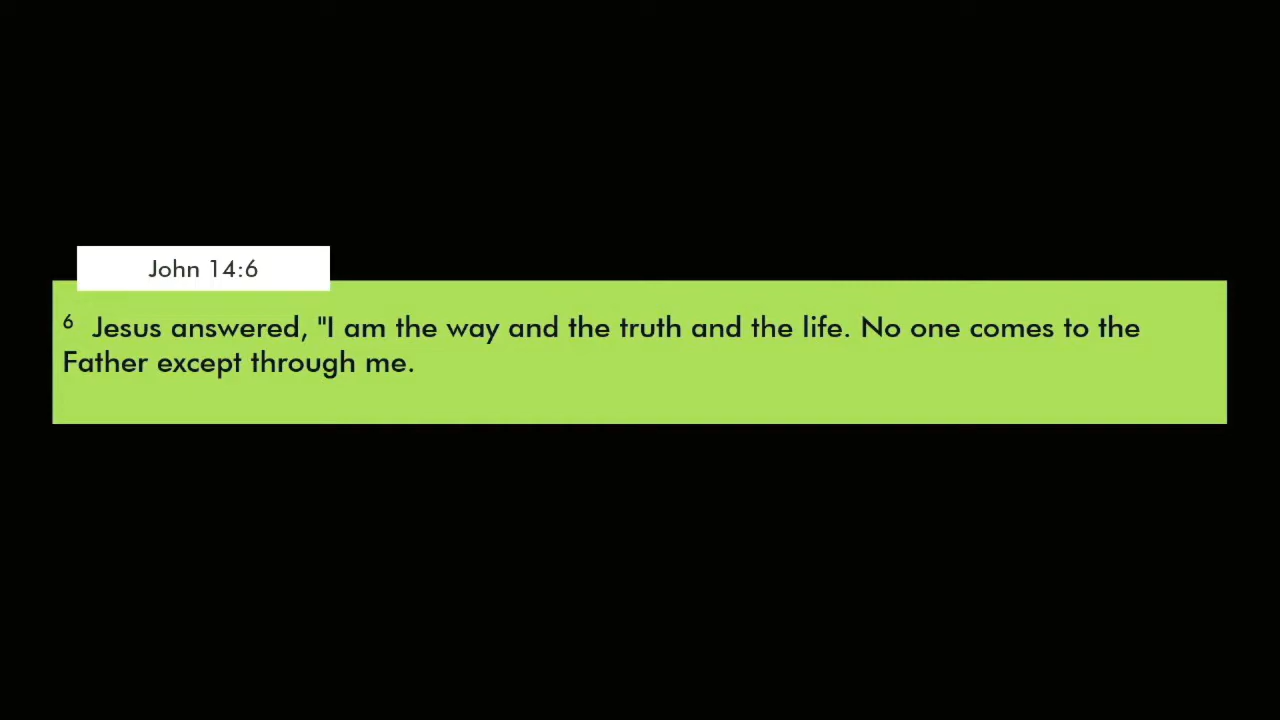 John 14:6
6 Jesus answered, "I am the way and the truth and the life. No one comes to the
Father except through me.